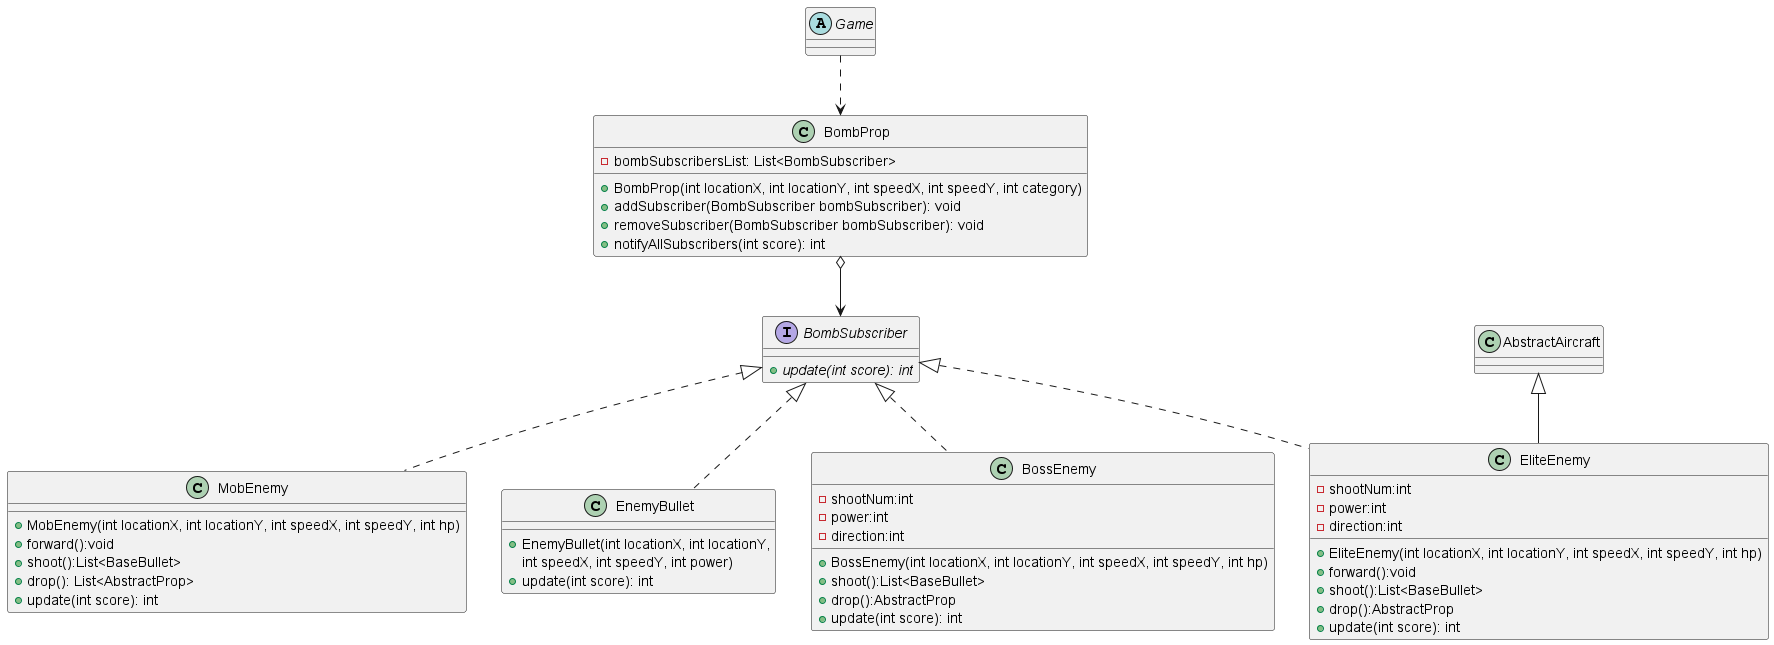 A Game
C BombProp
bombSubscribersList: List<BombSubscriber>
BombProp(int locationX, int locationY, int speedX, int speedY, int category)
addSubscriber(BombSubscriber bombSubscriber): void
removeSubscriber(BombSubscriber bombSubscriber): void
notifyAllSubscribers(int score): int
I BombSubscriber
update(int score): int
C AbstractAircraft
C MobEnemy
MobEnemy(int locationX, int locationY, int speedX, int speedY, int hp)
forward():void
shoot():List<BaseBullet>
drop(): List<AbstractProp>
update(int score): int
C EnemyBullet
EnemyBullet(int locationX, int locationY,
int speedX, int speedY, int power)
update(int score): int
C BossEnemy
shootNum:int
power:int
direction:int
BossEnemy(int locationX, int locationY, int speedX, int speedY, int hp)
shoot():List<BaseBullet>
drop():AbstractProp
update(int score): int
C EliteEnemy
shootNum:int
power:int
direction:int
EliteEnemy(int locationX, int locationY, int speedX, int speedY, int hp)
forward():void
shoot():List<BaseBullet>
drop():AbstractProp
update(int score): int